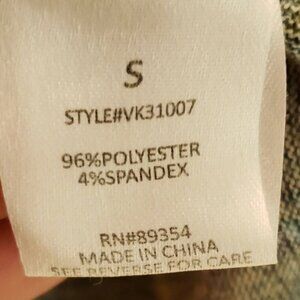 S
STYLE#VK31007
96%POLYESTER
4%SPANDEX
RN#89354
MADE IN CHINA
SEE REVERSE FOR CARE